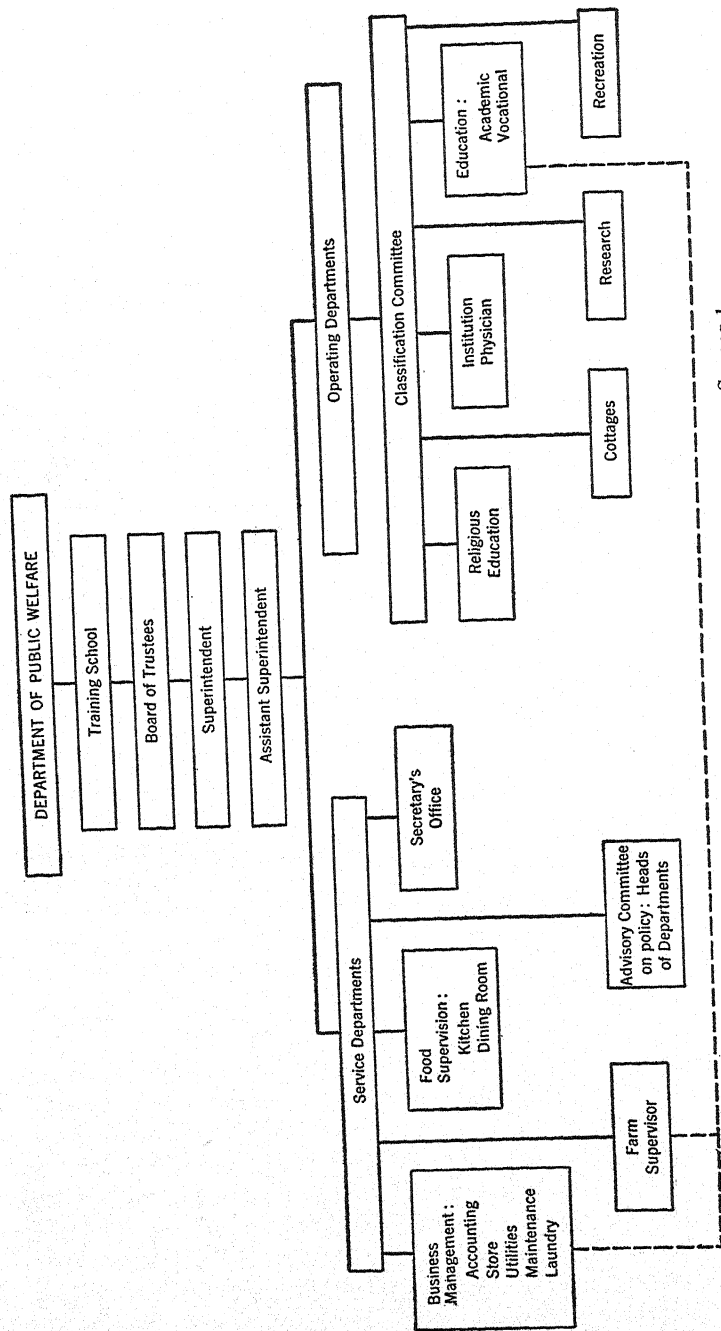 DEPARTMENT OF PUBLIC WELFARE
Training School
Board of Trustees
Superintendent
Assistant Superintendent
Service Departments
Operating Departments
Classification Committee
Business
Management:
Accounting
Store
Utilities
Maintenance
Laundry
Food
Supervision:
Kitchen
Dining Room
Secretary's
Office
Religious
Education
Institution
Physician
Education:
Academic
Vocational
Farm
Supervisor
Advisory Committee
on policy: Heads
of Departments
Cottages
Research
Recreation